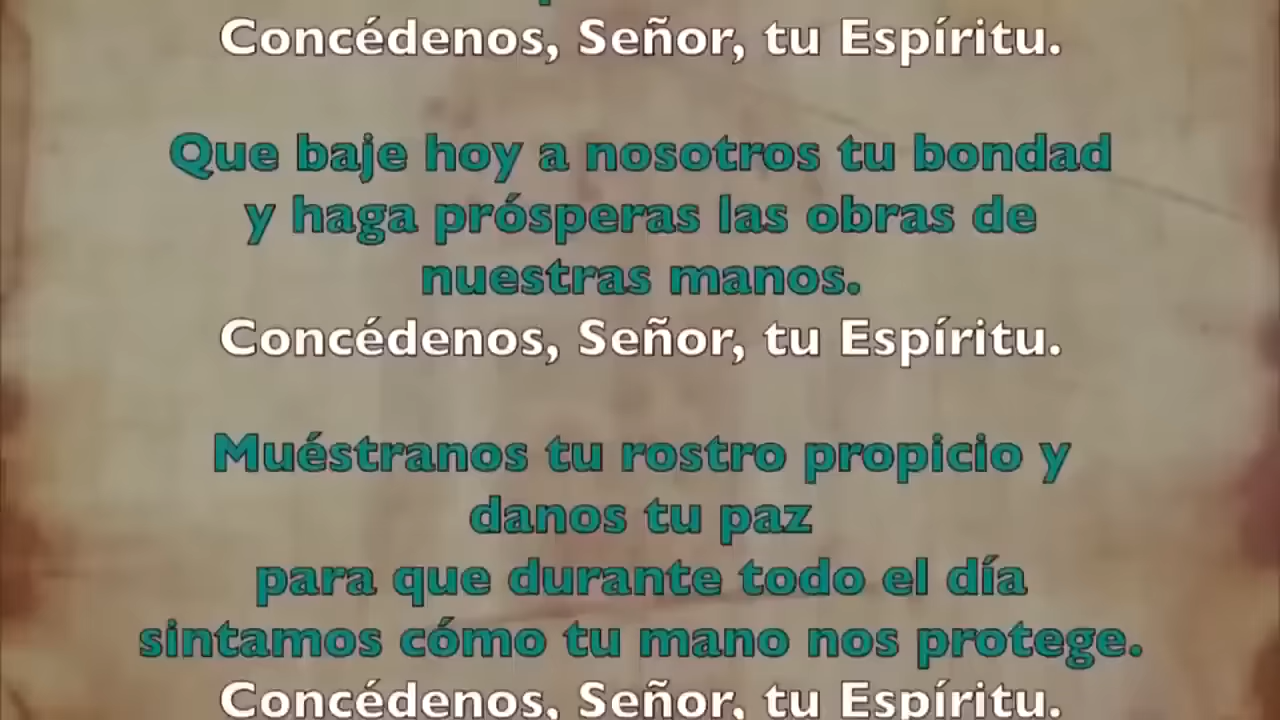 Concédenos, Señor, tu Espíritu.
Que baje hoy a nosotros tu bondad
y haga prósperas las obras de
nuestras manos.
Concédenos, Señor, tu Espíritu.
Muéstranos tu rostro propicio y
danos tu paz
para que durante todo el día
sintamos cómo tu mano nos protege.
Concédenos, Señor, tu Espíritu.